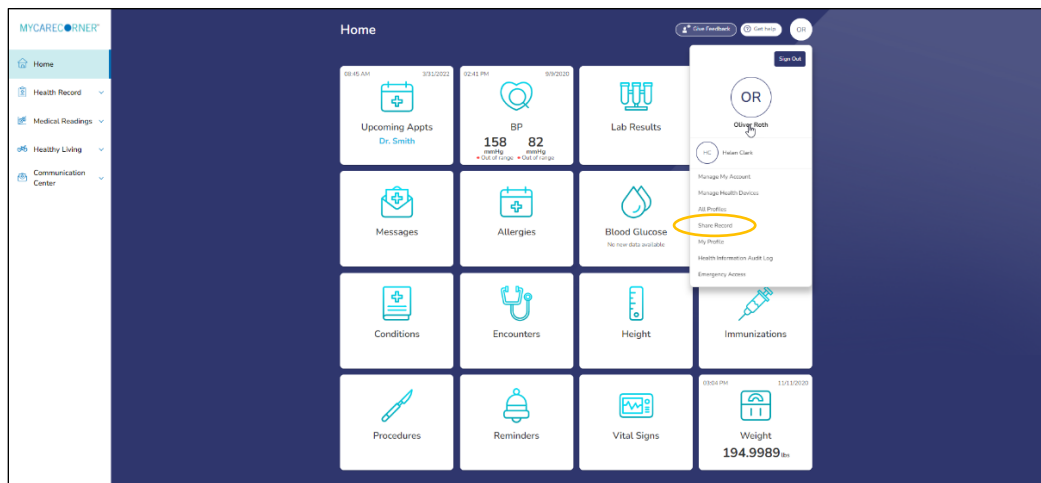 MYCARECORNER
Home
Give Feedback
Get help
OR
Home
Health Record
Medical Readings
Healthy Living
Communication
Center
08:45 AM 3/31/2022
Upcoming Appts
Dr. Smith
02:41 PM 9/9/2020
BP
158 82
mmHg mmHg
Out of range Out of range
Lab Results
Sign Out
OR
Oliver Roth
HC Helen Clark
Manage My Account
Manage Health Devices
All Profiles
Share Record
My Profile
Health Information Audit Log
Emergency Access
Messages
Allergies
Blood Glucose
No new data available
Conditions
Encounters
Height
Immunizations
Procedures
Reminders
Vital Signs
03:04 PM 11/11/2020
Weight
194.9989 lbs